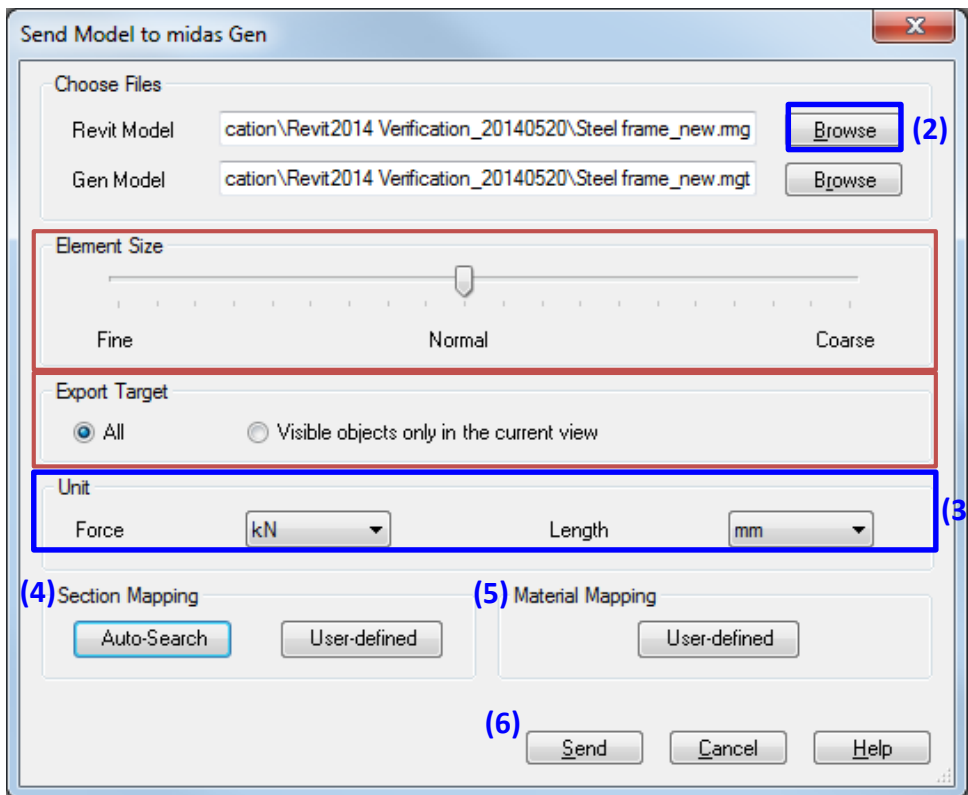 Send Model to midas Gen
x
Choose Files
Revit Model cation\Revit2014 Verification_20140520\Steel frame_new.rmg Browse (2)
Gen Model cation\Revit2014 Verification_20140520\Steel frame_new.mgt Browse
Element Size
Fine Normal Coarse
Export Target
All Visible objects only in the current view
Unit
Force kN Length mm (3
(4) Section Mapping (5) Material Mapping
Auto-Search User-defined User-defined
(6) Send Cancel Help